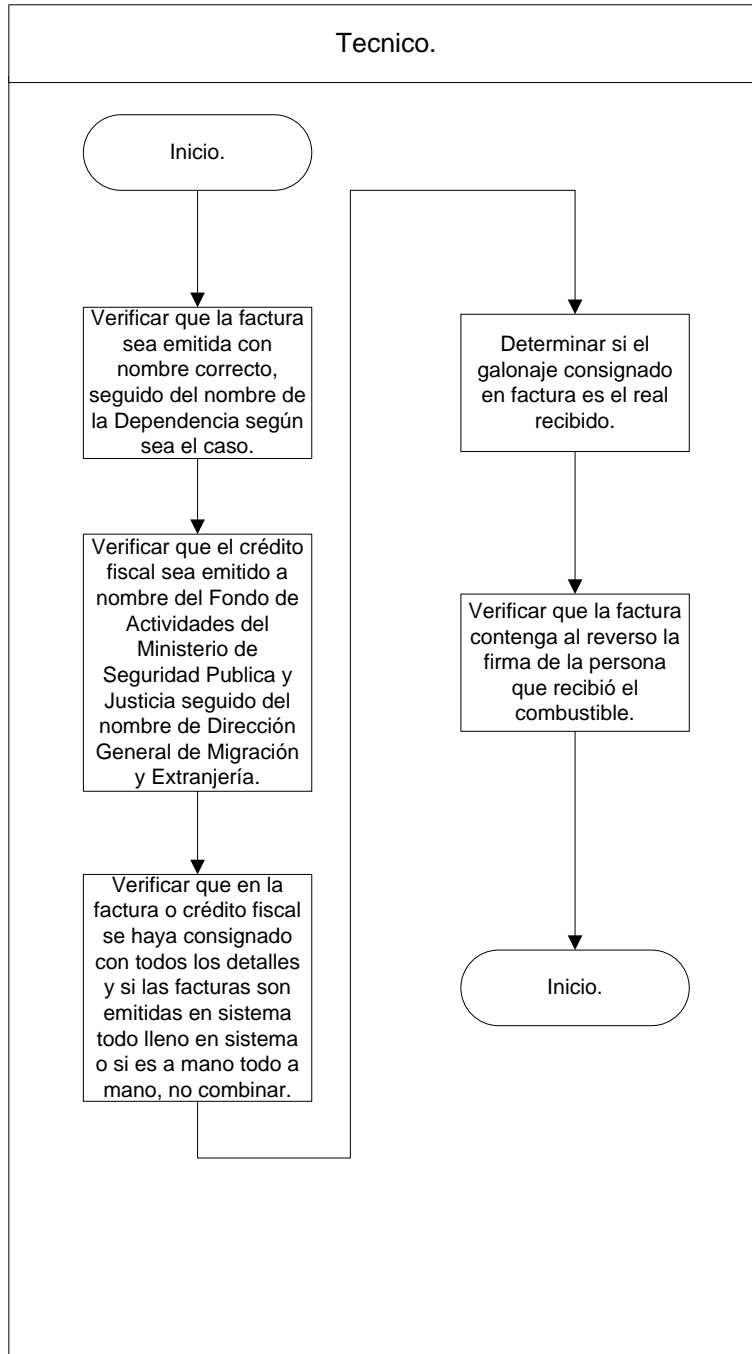 Tecnico.
Inicio.
Verificar que la factura
sea emitida con
nombre correcto,
seguido del nombre de
la Dependencia según
sea el caso.
Verificar que el crédito
fiscal sea emitido a
nombre del Fondo de
Actividades del
Ministerio de
Seguridad Publica y
Justicia seguido del
nombre de Dirección
General de Migración
y Extranjería.
Verificar que en la
factura o crédito fiscal
se haya consignado
con todos los detalles
y si las facturas son
emitidas en sistema
todo lleno en sistema
o si es a mano todo a
mano, no combinar.
Determinar si el
galonaje consignado
en factura es el real
recibido.
Verificar que la factura
contenga al reverso la
firma de la persona
que recibió el
combustible.
Inicio.